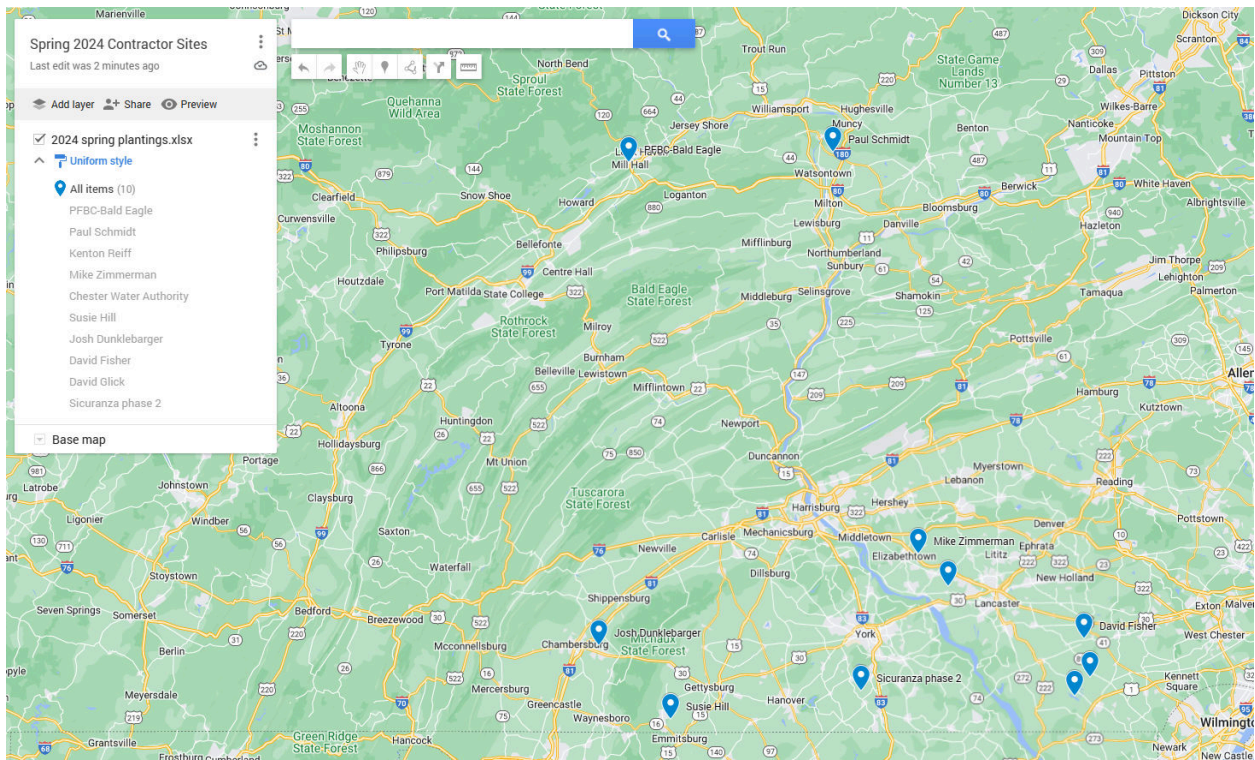 Spring 2024 Contractor Sites
Last edit was 2 minutes ago
Add layer
Share
Preview
2024 spring plantings.xlsx
Uniform style
All items (10)
PFBC-Bald Eagle
Paul Schmidt
Kenton Reiff
Mike Zimmerman
Chester Water Authority
Susie Hill
Josh Dunklebarger
David Fisher
David Glick
Sicuranza phase 2
Base map
Marienville
Dickson City
Scranton
Trout Run
North Bend
Sproul
State Forest
State Game
Lands
Number 13
Dallas
Pittston
Quehanna
Wild Area
Williamsport
Hughesville
Wilkes-Barre
Nanticoke
Mountain Top
Moshannon
State Forest
Jersey Shore
Muncy
Paul Schmidt
Benton
PFBC-Bald Eagle
Mill Hall
Watsontown
Berwick
White Haven
Clearfield
Snow Shoe
Howard
Loganton
Milton
Bloomsburg
Albrightsville
Curwensville
Lewisburg
Danville
Hazleton
Philipsburg
Bellefonte
Mifflinburg
Northumberland
Sunbury
Jim Thorpe
Lehighton
Palmerton
Centre Hall
Houtzdale
Port Matilda
State College
Bald Eagle
State Forest
Middleburg
Selinsgrove
Shamokin
Tamaqua
Rothrock
State Forest
Milroy
Tyrone
Pottsville
Burnham
Belleville
Lewistown
Mifflintown
Hamburg
Kutztown
Altoona
Huntingdon
Newport
Hollidaysburg
Portage
Mt Union
Duncannon
Myerstown
Lebanon
Reading
Latrobe
Johnstown
Claysburg
Tuscarora
State Forest
Harrisburg
Hershey
Ligonier
Windber
Saxton
Carlisle
Mechanicsburg
Middletown
Denver
Pottstown
Newville
Mike Zimmerman
Elizabethtown
Lititz
Ephrata
Stoystown
Waterfall
Dillsburg
New Holland
Shippensburg
Lancaster
Exton
Seven Springs
Somerset
Bedford
Breezewood
York
David Fisher
West Chester
Josh Dunklebarger
Mcconnellsburg
Chambersburg
Michaux
State Forest
Berlin
Sicuranza phase 2
Kennett
Square
Meyersdale
Mercersburg
Gettysburg
Hanover
Greencastle
Waynesboro
Susie Hill
Green Ridge
State Forest
Hancock
Emmitsburg
Grantsville
Newark
New Castle